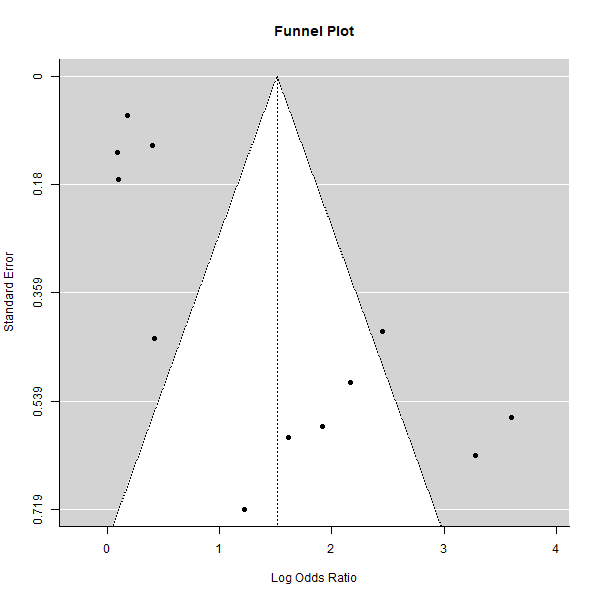 Funnel Plot
Standard Error
0
0.18
0.359
0.539
0.719
0 1 2 3 4
Log Odds Ratio